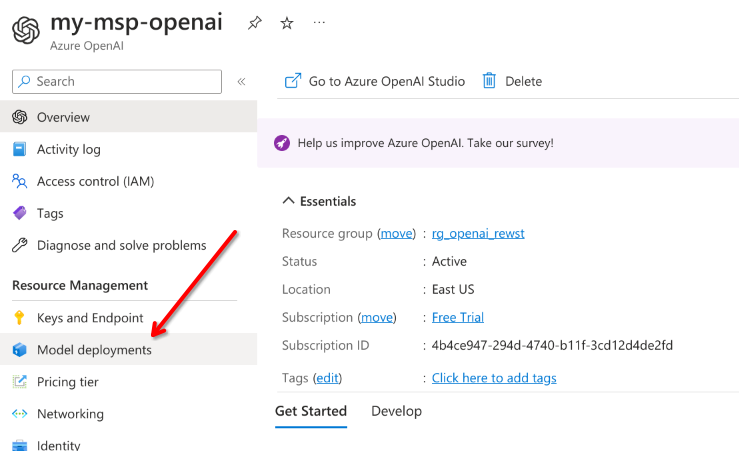 my-msp-openai
Azure OpenAI
Search
Overview
Activity log
Access control (IAM)
Tags
Diagnose and solve problems
Resource Management
Keys and Endpoint
Model deployments
Pricing tier
Networking
Identity
Go to Azure OpenAI Studio Delete
Help us improve Azure OpenAI. Take our survey!
Essentials
Resource group (move) : rg_openai_rewst
Status : Active
Location : East US
Subscription (move) : Free Trial
Subscription ID : 4b4ce947-294d-4740-b11f-3cd12d4de2fd
Tags (edit) : Click here to add tags
Get Started Develop